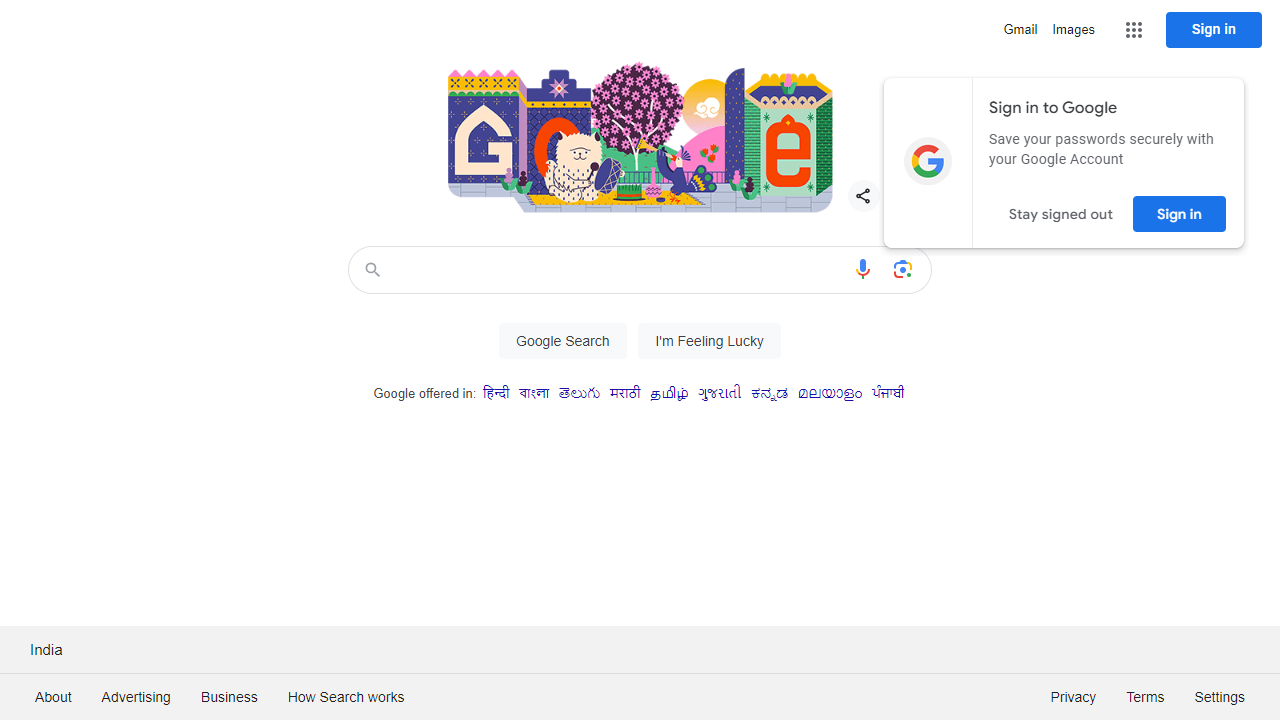 Gmail Images Sign in
Sign in to Google
Save your passwords securely with
your Google Account
Stay signed out Sign in
Google Search I'm Feeling Lucky
Google offered in: हिन्दी বাংলা తెలుగు मराठी தமிழ் ગુજરાતી ಕನ್ನಡ മലയാളം ਪੰਜਾਬੀ
India
About Advertising Business How Search works Privacy Terms Settings